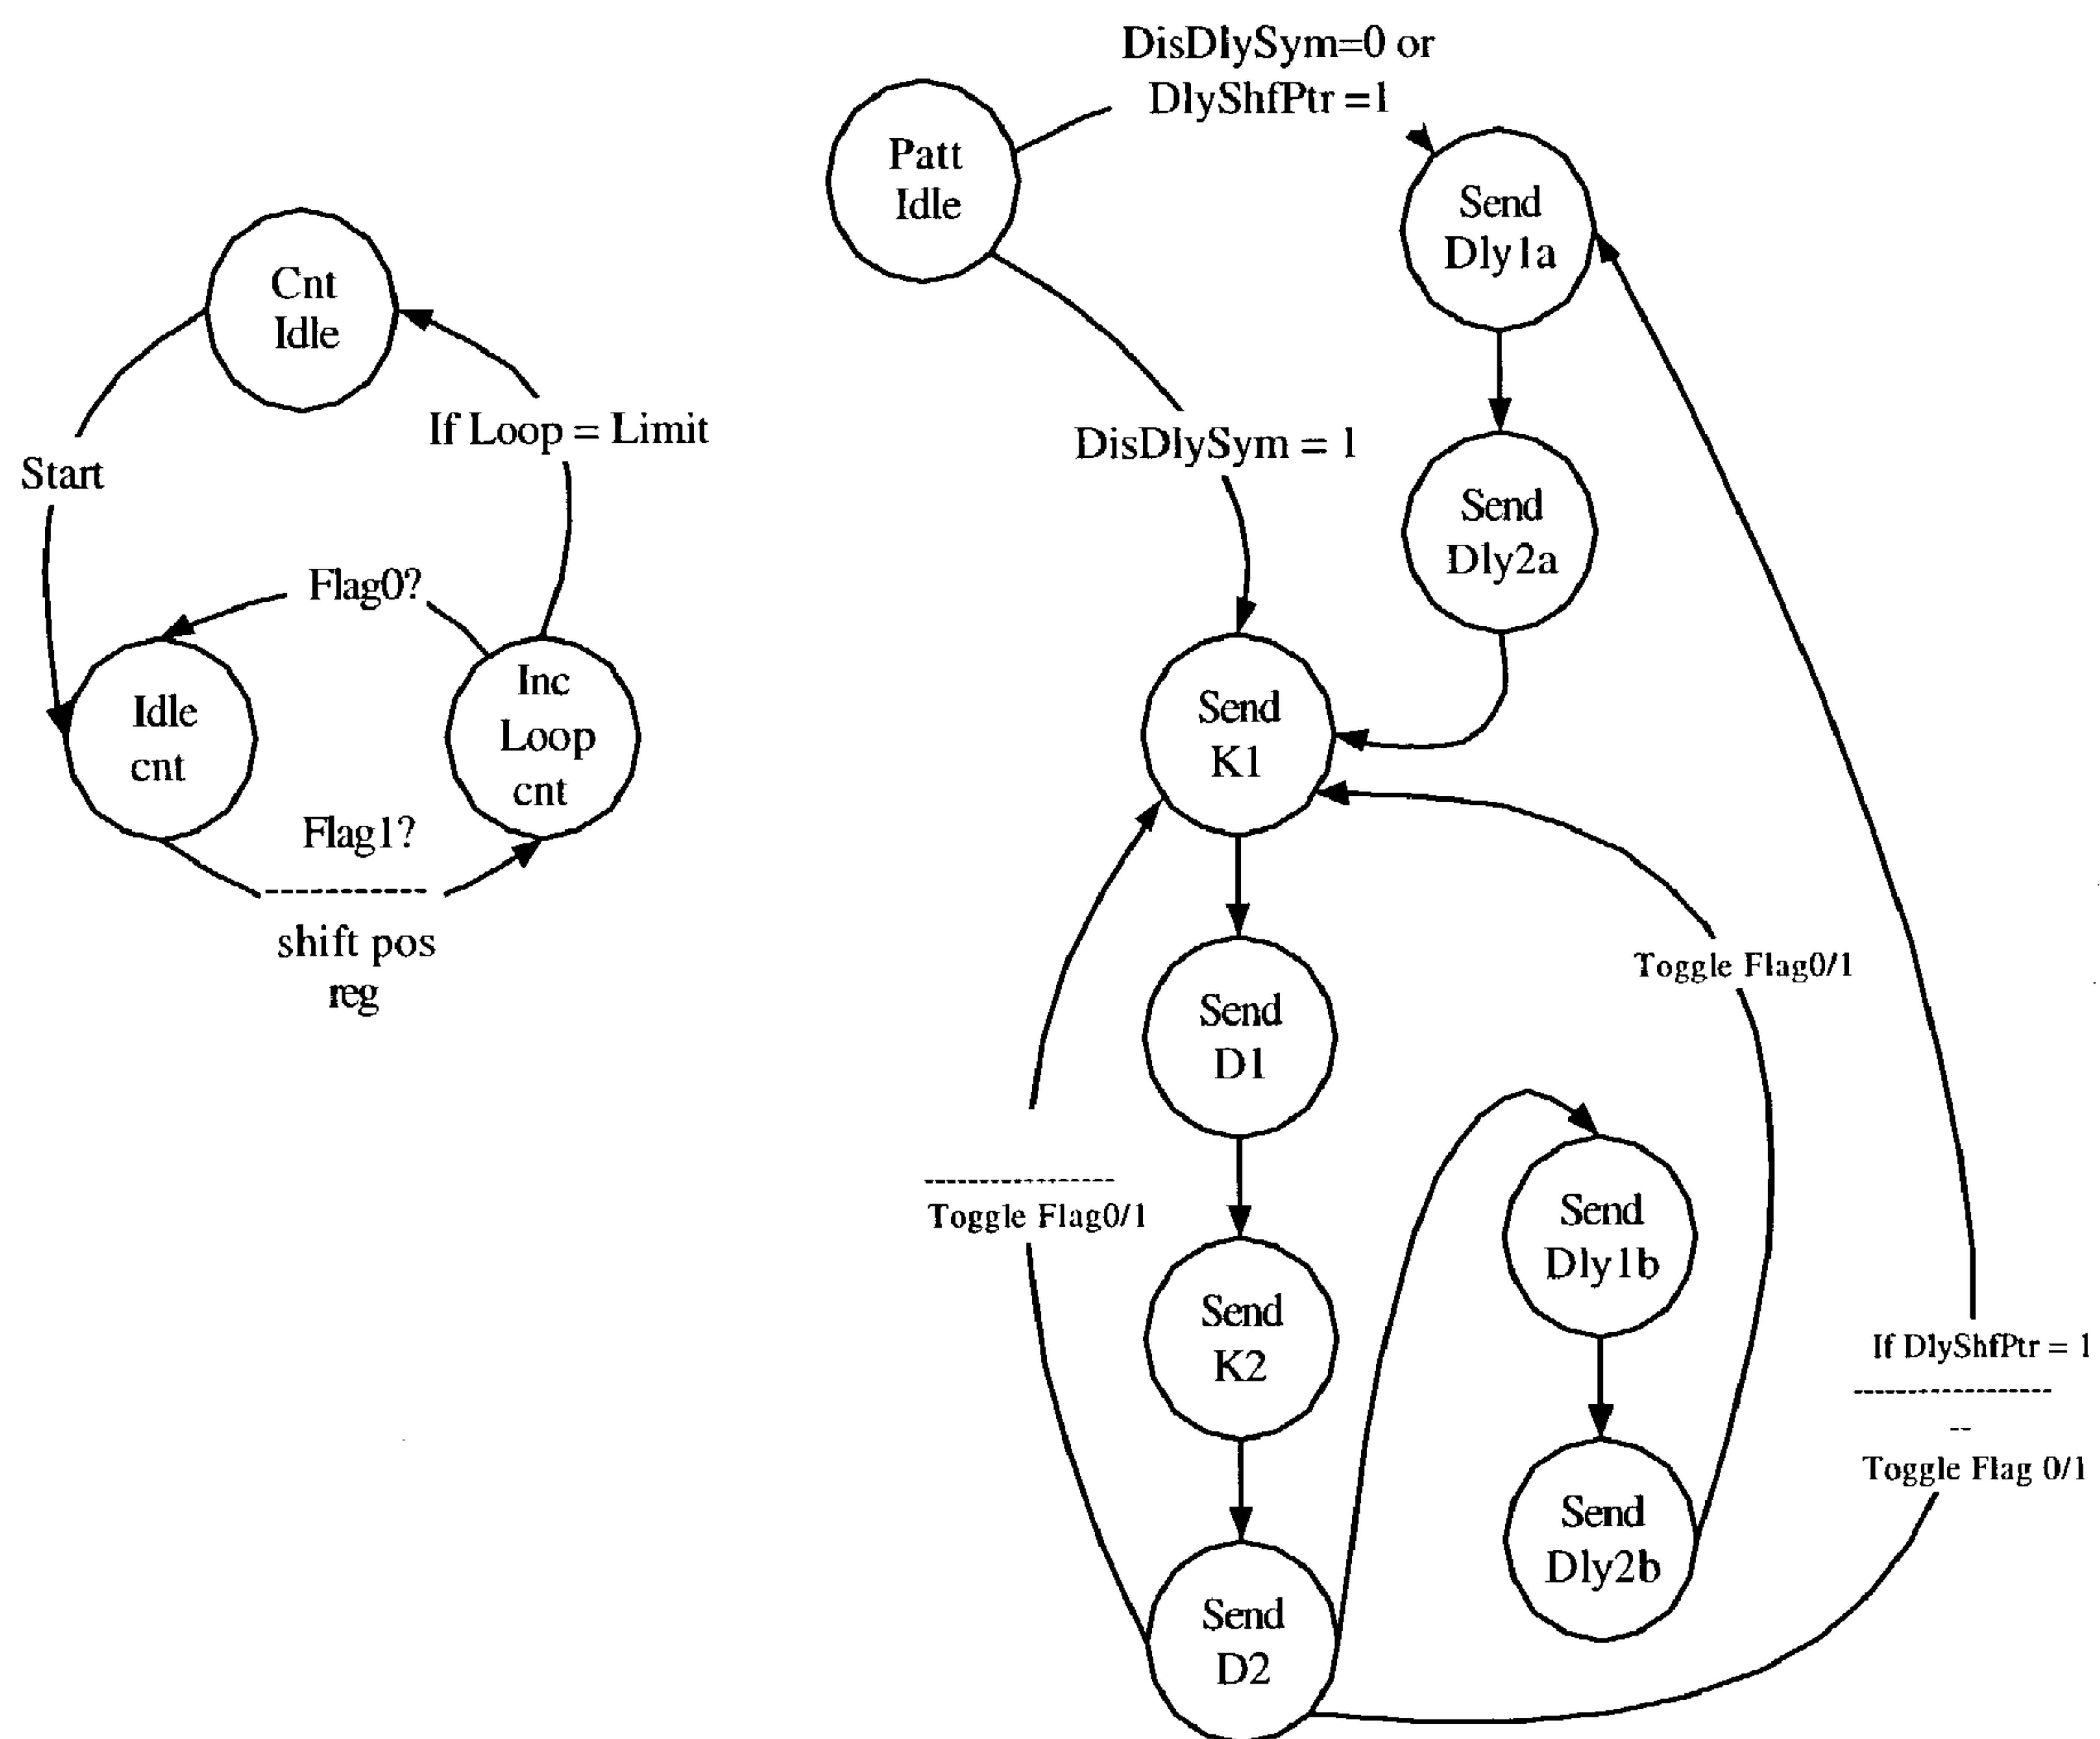 Cnt
Idle
Start
If Loop = Limit
Flag0?
Idle
cnt
Inc
Loop
cnt
Flag1?
---------------
shift pos
reg
DisDlySym=0 or
DlyShfPtr =1
Patt
Idle
Send
Dly1a
DisDlySym = 1
Send
Dly2a
Send
K1
Toggle Flag0/1
Send
D1
-----------------
Toggle Flag0/1
Send
Dly1b
Send
K2
If DlyShfPtr = 1
------------------
--
Toggle Flag 0/1
Send
Dly2b
Send
D2